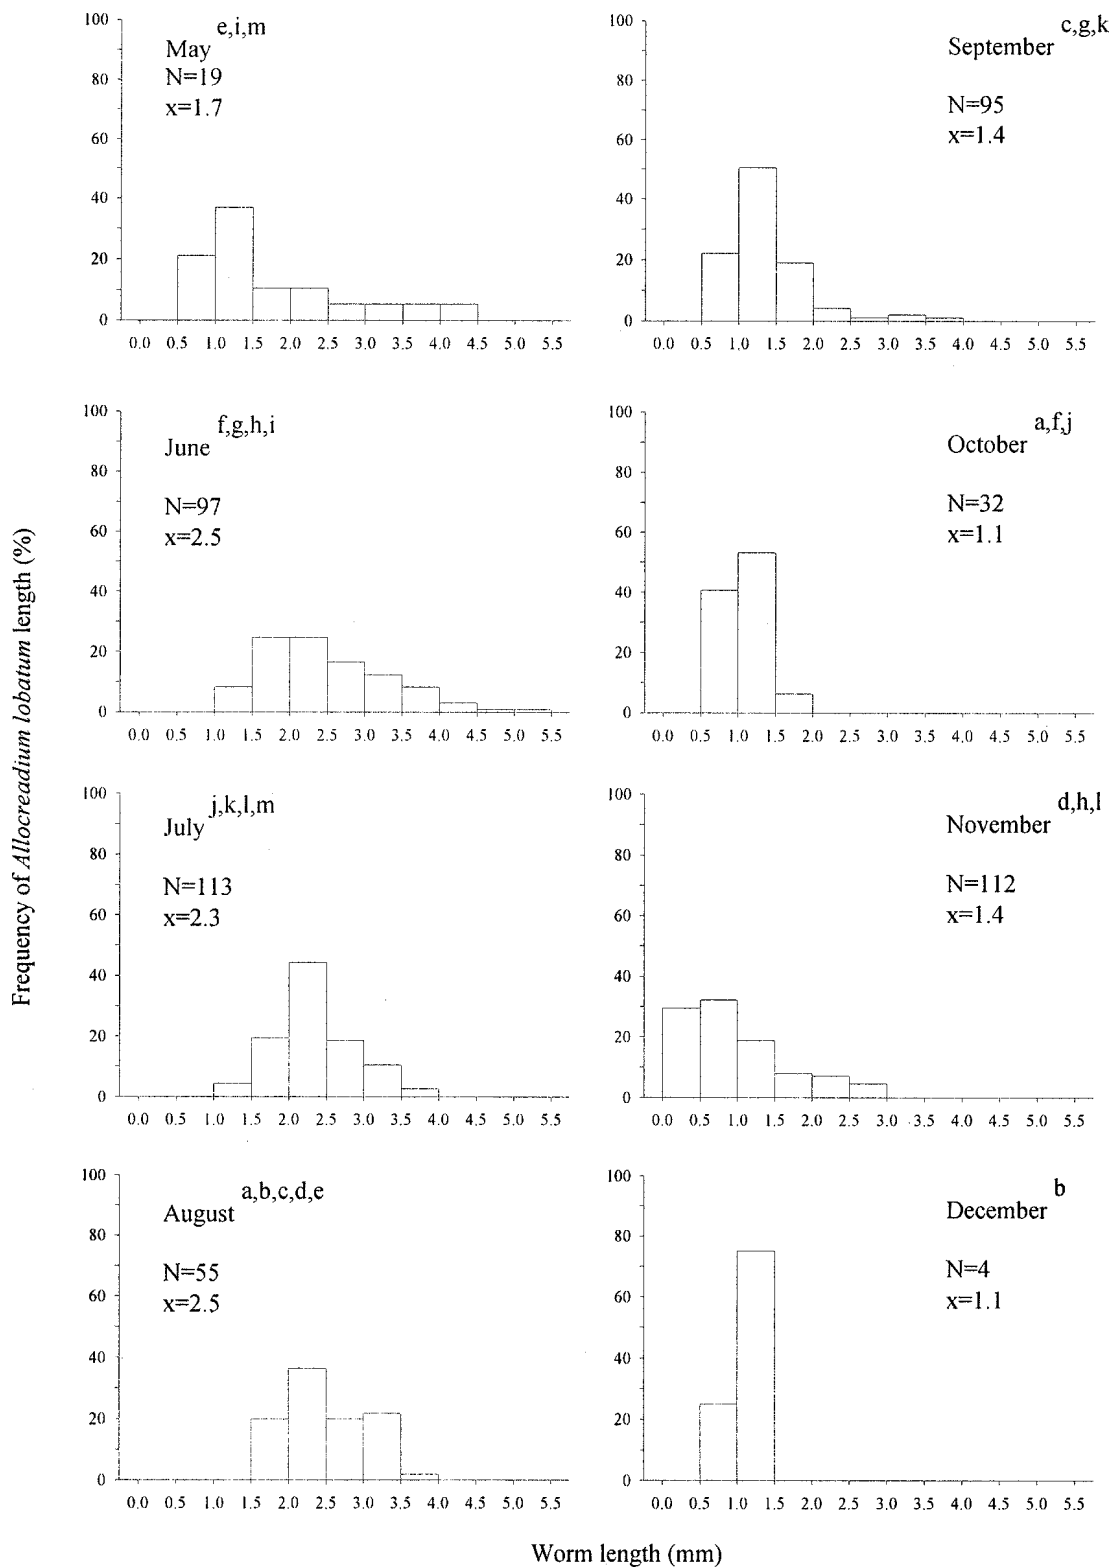 Frequency of Allocreadium lobatum length (%)
e,i,m
May
N=19
x=1.7
100
80
60
40
20
0
0.0 0.5 1.0 1.5 2.0 2.5 3.0 3.5 4.0 4.5 5.0 5.5
c,g,k
September
N=95
x=1.4
100
80
60
40
20
0
0.0 0.5 1.0 1.5 2.0 2.5 3.0 3.5 4.0 4.5 5.0 5.5
f,g,h,i
June
N=97
x=2.5
100
80
60
40
20
0
0.0 0.5 1.0 1.5 2.0 2.5 3.0 3.5 4.0 4.5 5.0 5.5
a,f,j
October
N=32
x=1.1
100
80
60
40
20
0
0.0 0.5 1.0 1.5 2.0 2.5 3.0 3.5 4.0 4.5 5.0 5.5
j,k,l,m
July
N=113
x=2.3
100
80
60
40
20
0
0.0 0.5 1.0 1.5 2.0 2.5 3.0 3.5 4.0 4.5 5.0 5.5
d,h,l
November
N=112
x=1.4
100
80
60
40
20
0
0.0 0.5 1.0 1.5 2.0 2.5 3.0 3.5 4.0 4.5 5.0 5.5
a,b,c,d,e
August
N=55
x=2.5
100
80
60
40
20
0
0.0 0.5 1.0 1.5 2.0 2.5 3.0 3.5 4.0 4.5 5.0 5.5
b
December
N=4
x=1.1
100
80
60
40
20
0
0.0 0.5 1.0 1.5 2.0 2.5 3.0 3.5 4.0 4.5 5.0 5.5
Worm length (mm)